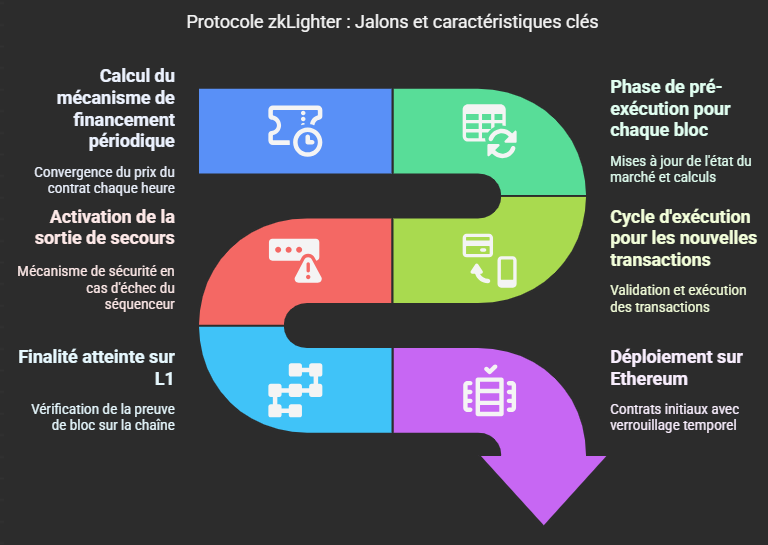 Protocole zkLighter : Jalons et caractéristiques clés
Calcul du
mécanisme de
financement
périodique
Convergence du prix du
contrat chaque heure
Phase de pré-
exécution pour
chaque bloc
Mises à jour de l'état du
marché et calculs
Activation de la
sortie de secours
Mécanisme de sécurité en
cas d'échec du
séquenceur
Cycle d'exécution
pour les nouvelles
transactions
Validation et exécution
des transactions
Finalité atteinte sur
L1
Vérification de la preuve
de bloc sur la chaîne
Déploiement sur
Ethereum
Contrats initiaux avec
verrouillage temporel